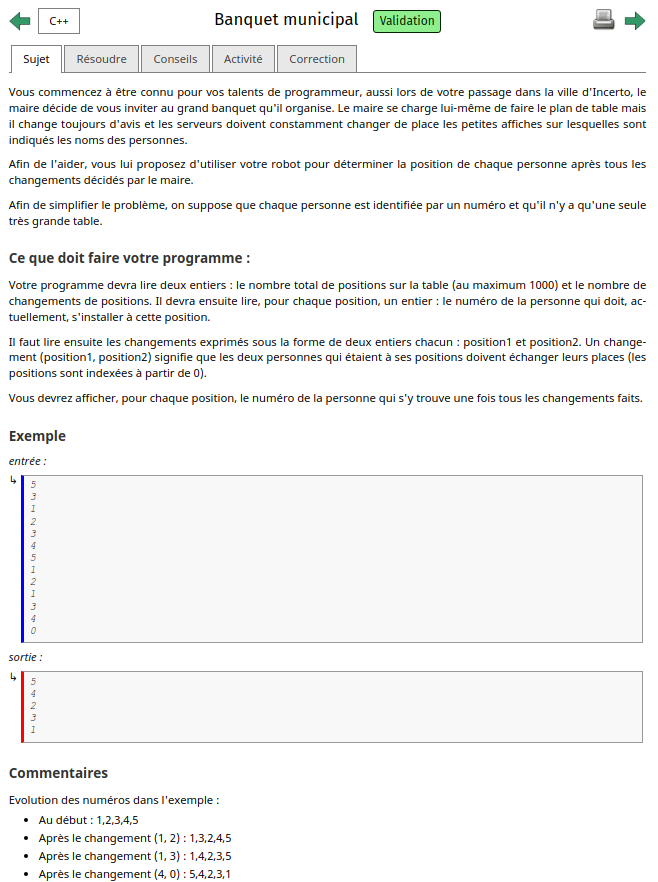 C++
Banquet municipal
Validation
Sujet
Résoudre
Conseils
Activité
Correction
Vous commencez à être connu pour vos talents de programmeur, aussi lors de votre passage dans la ville d'Incerto, le
maire décide de vous inviter au grand banquet qu'il organise. Le maire se charge lui-même de faire le plan de table mais
il change toujours d'avis et les serveurs doivent constamment changer de place les petites affiches sur lesquelles sont
indiqués les noms des personnes.
Afin de l'aider, vous lui proposez d'utiliser votre robot pour déterminer la position de chaque personne après tous les
changements décidés par le maire.
Afin de simplifier le problème, on suppose que chaque personne est identifiée par un numéro et qu'il n'y a qu'une seule
très grande table.
Ce que doit faire votre programme :
Votre programme devra lire deux entiers : le nombre total de positions sur la table (au maximum 1000) et le nombre de
changements de positions. Il devra ensuite lire, pour chaque position, un entier : le numéro de la personne qui doit, ac-
tuellement, s'installer à cette position.
Il faut lire ensuite les changements exprimés sous la forme de deux entiers chacun : position1 et position2. Un change-
ment (position1, position2) signifie que les deux personnes qui étaient à ses positions doivent échanger leurs places (les
positions sont indexées à partir de 0).
Vous devrez afficher, pour chaque position, le numéro de la personne qui s'y trouve une fois tous les changements faits.
Exemple
entrée :
5
3
1
2
3
4
5
1
2
1
3
4
0
sortie :
5
4
2
3
1
Commentaires
Evolution des numéros dans l'exemple :
• Au début : 1,2,3,4,5
• Après le changement (1, 2) : 1,3,2,4,5
• Après le changement (1, 3) : 1,4,2,3,5
• Après le changement (4, 0) : 5,4,2,3,1